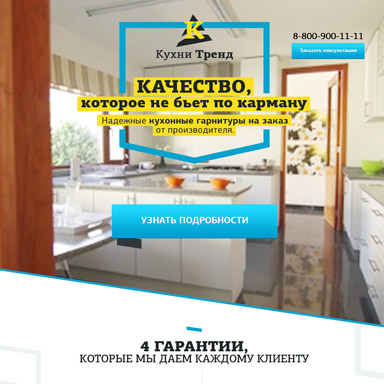 К
Кухни Тренд
8-800-900-11-11
Заказать консультацию
КАЧЕСТВО,
которое не бьет по карману
Надежные кухонные гарнитуры на заказ
от производителя.
УЗНАТЬ ПОДРОБНОСТИ
4 ГАРАНТИИ,
КОТОРЫЕ МЫ ДАЕМ КАЖДОМУ КЛИЕНТУ